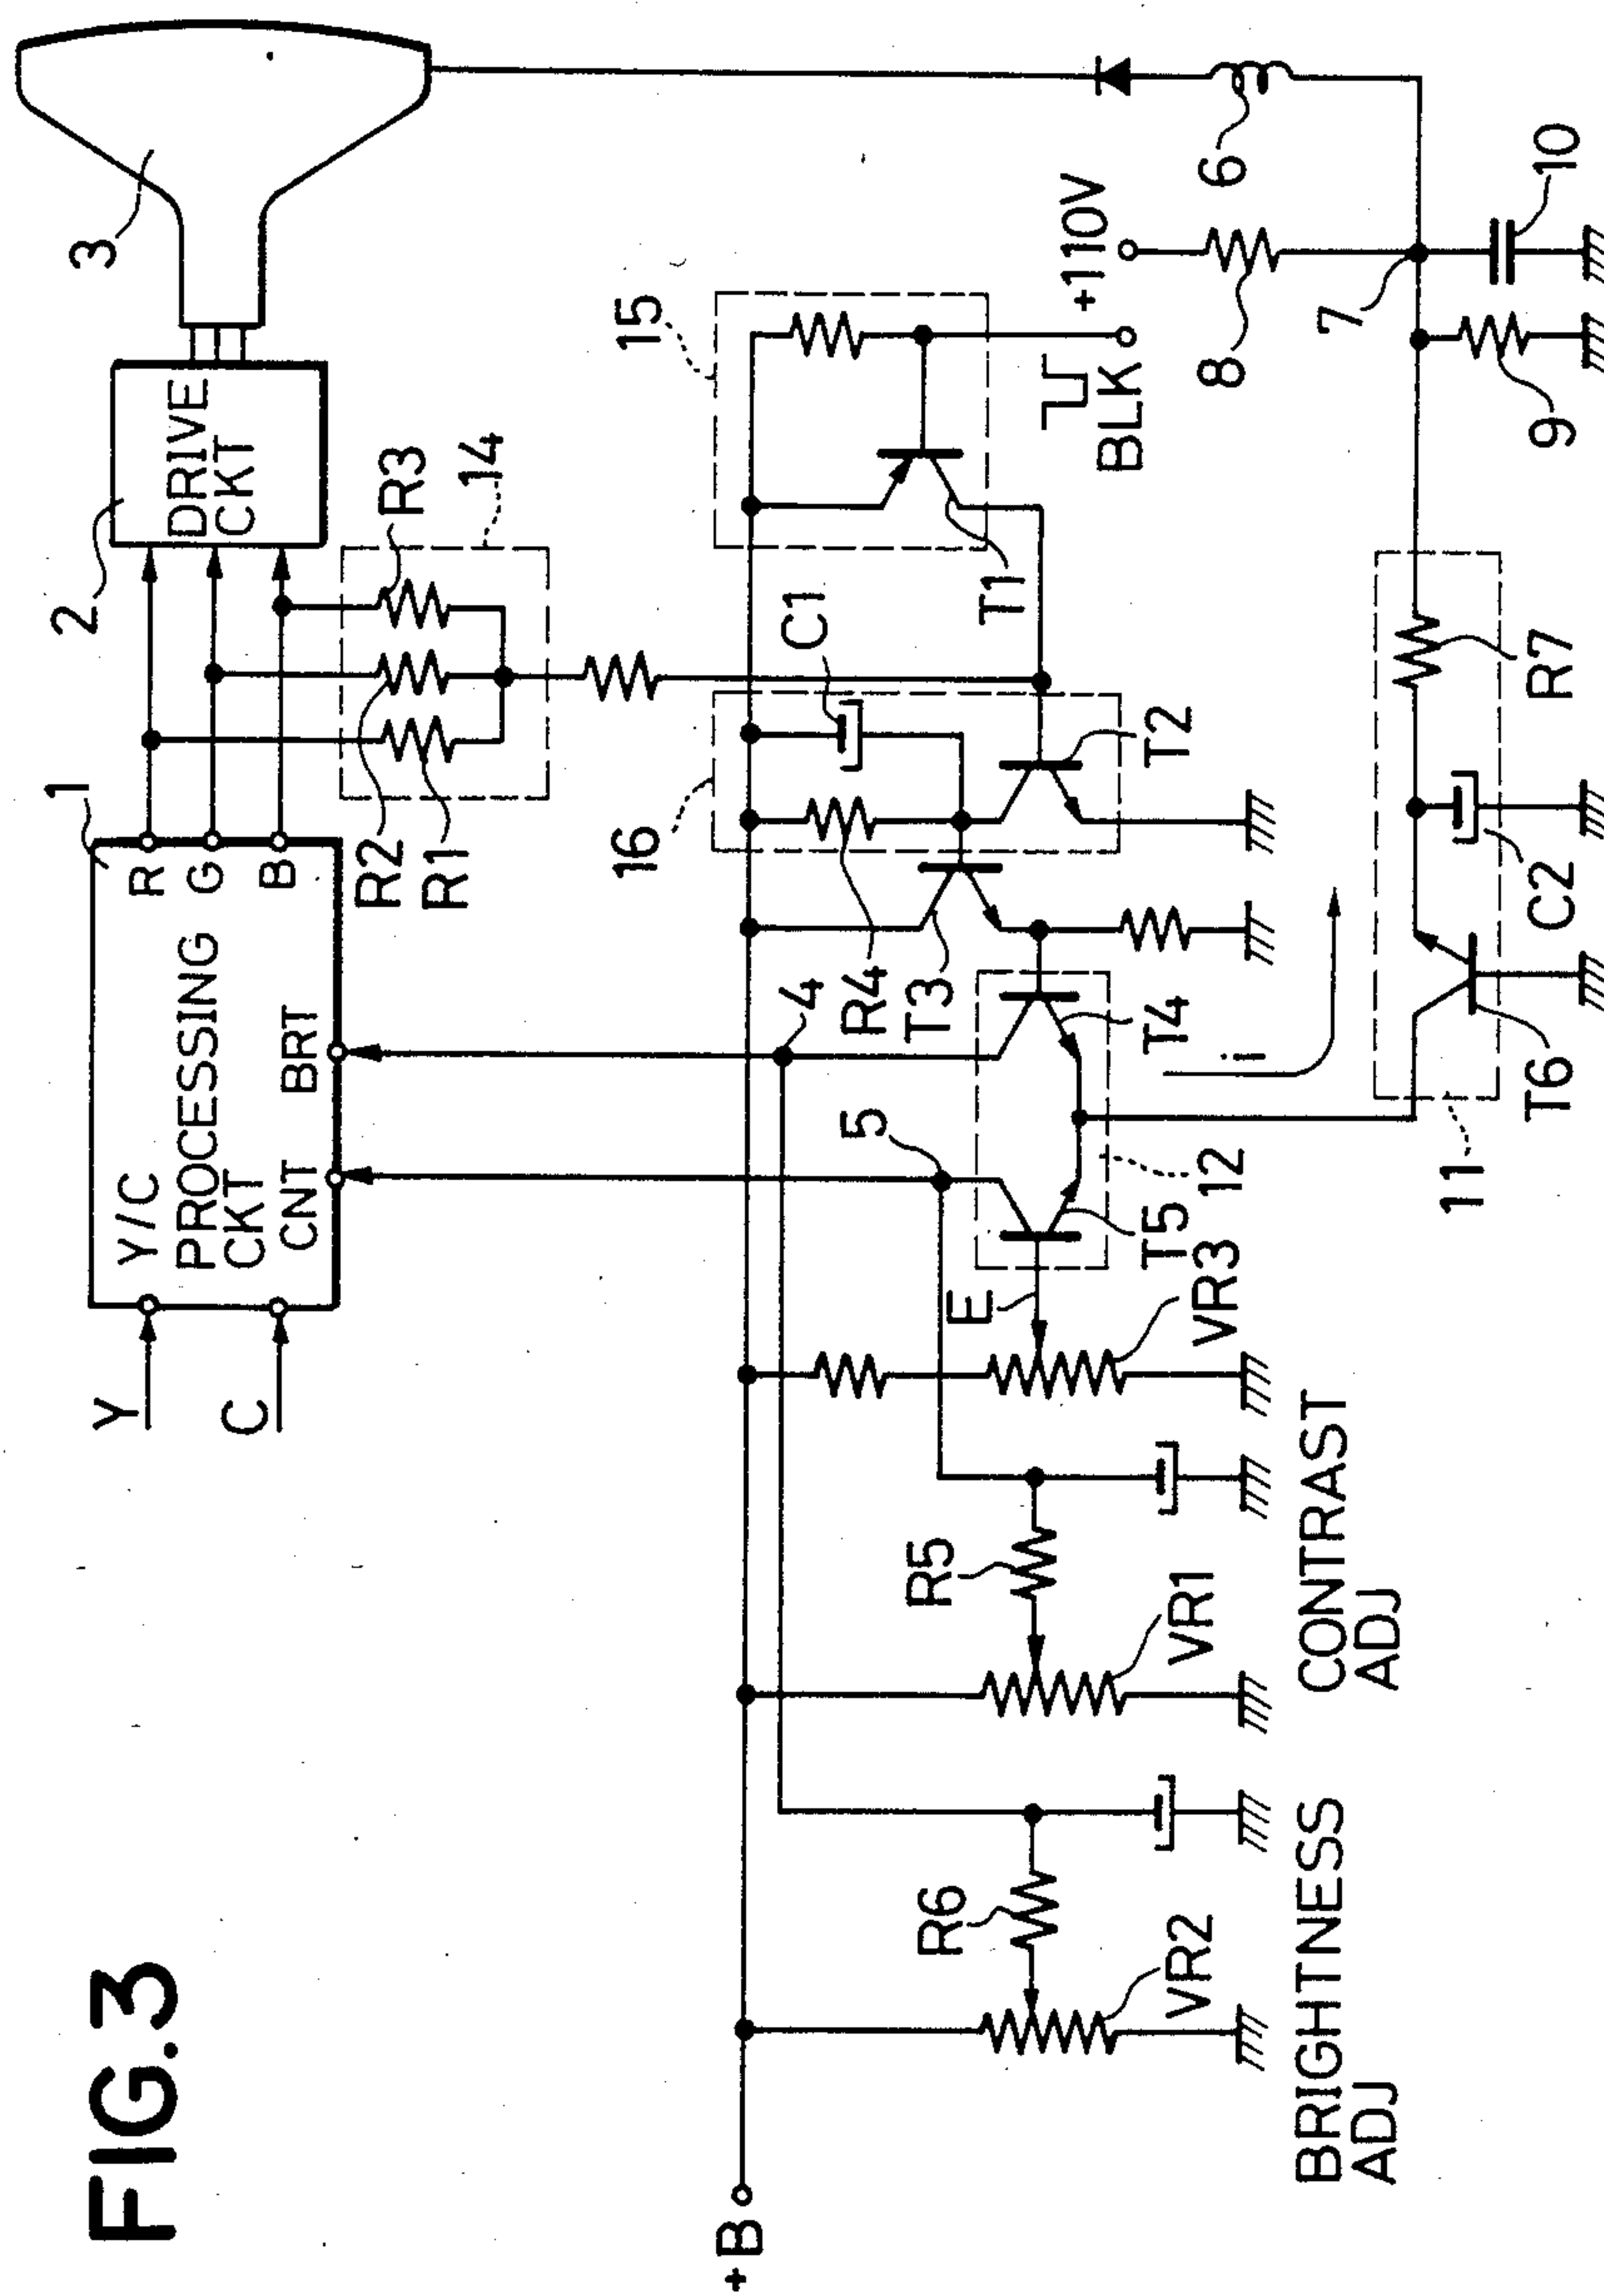 FIG.3
Y
C
1
Y/C
PROCESSING
CKT
R
G
B
CNT
BRT
2
DRIVE
CKT
3
R2
R1
R3
14
15
16
C1
T1
BLK
+110V
6
8
7
10
9
4
5
R4
T3
T2
T4
i
E
T5
12
VR3
R5
VR1
CONTRAST
ADJ
R6
VR2
BRIGHTNESS
ADJ
+B
11
T6
C2
R7